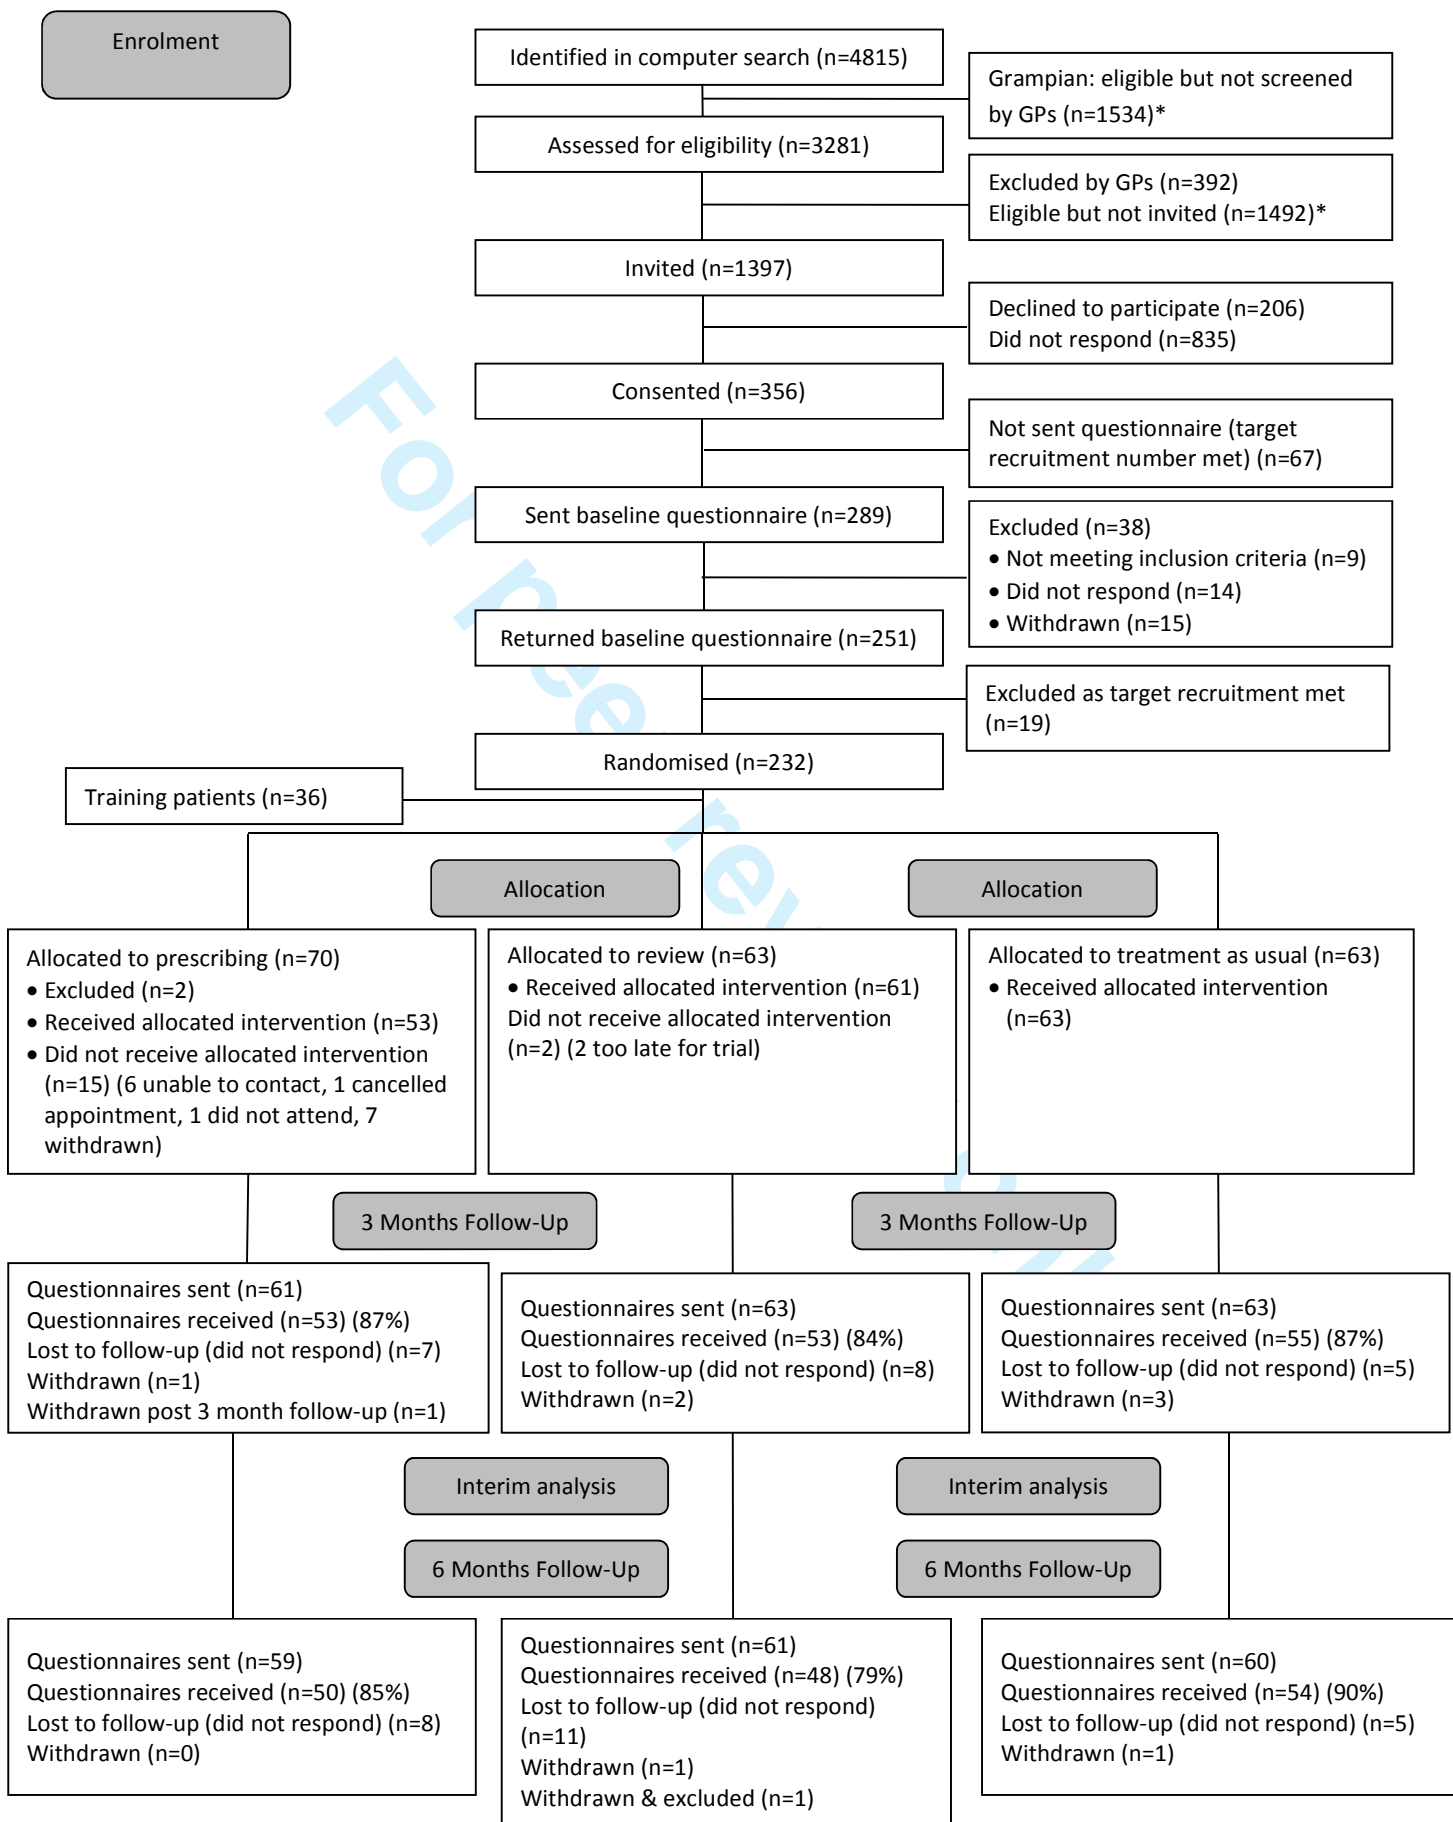 Enrolment
Identified in computer search (n=4815)
Grampian: eligible but not screened
by GPs (n=1534)*
Assessed for eligibility (n=3281)
Excluded by GPs (n=392)
Eligible but not invited (n=1492)*
Invited (n=1397)
Declined to participate (n=206)
Did not respond (n=835)
Consented (n=356)
Not sent questionnaire (target
recruitment number met) (n=67)
Sent baseline questionnaire (n=289)
Excluded (n=38)
• Not meeting inclusion criteria (n=9)
• Did not respond (n=14)
• Withdrawn (n=15)
Returned baseline questionnaire (n=251)
Excluded as target recruitment met
(n=19)
Randomised (n=232)
Training patients (n=36)
Allocation
Allocation
Allocated to prescribing (n=70)
• Excluded (n=2)
• Received allocated intervention (n=53)
• Did not receive allocated intervention
(n=15) (6 unable to contact, 1 cancelled
appointment, 1 did not attend, 7
withdrawn)
Allocated to review (n=63)
• Received allocated intervention (n=61)
Did not receive allocated intervention
(n=2) (2 too late for trial)
Allocated to treatment as usual (n=63)
• Received allocated intervention
(n=63)
3 Months Follow-Up
3 Months Follow-Up
Questionnaires sent (n=61)
Questionnaires received (n=53) (87%)
Lost to follow-up (did not respond) (n=7)
Withdrawn (n=1)
Withdrawn post 3 month follow-up (n=1)
Questionnaires sent (n=63)
Questionnaires received (n=53) (84%)
Lost to follow-up (did not respond) (n=8)
Withdrawn (n=2)
Questionnaires sent (n=63)
Questionnaires received (n=55) (87%)
Lost to follow-up (did not respond) (n=5)
Withdrawn (n=3)
Interim analysis
Interim analysis
6 Months Follow-Up
6 Months Follow-Up
Questionnaires sent (n=59)
Questionnaires received (n=50) (85%)
Lost to follow-up (did not respond) (n=8)
Withdrawn (n=0)
Questionnaires sent (n=61)
Questionnaires received (n=48) (79%)
Lost to follow-up (did not respond)
(n=11)
Withdrawn (n=1)
Withdrawn & excluded (n=1)
Questionnaires sent (n=60)
Questionnaires received (n=54) (90%)
Lost to follow-up (did not respond) (n=5)
Withdrawn (n=1)
For peer